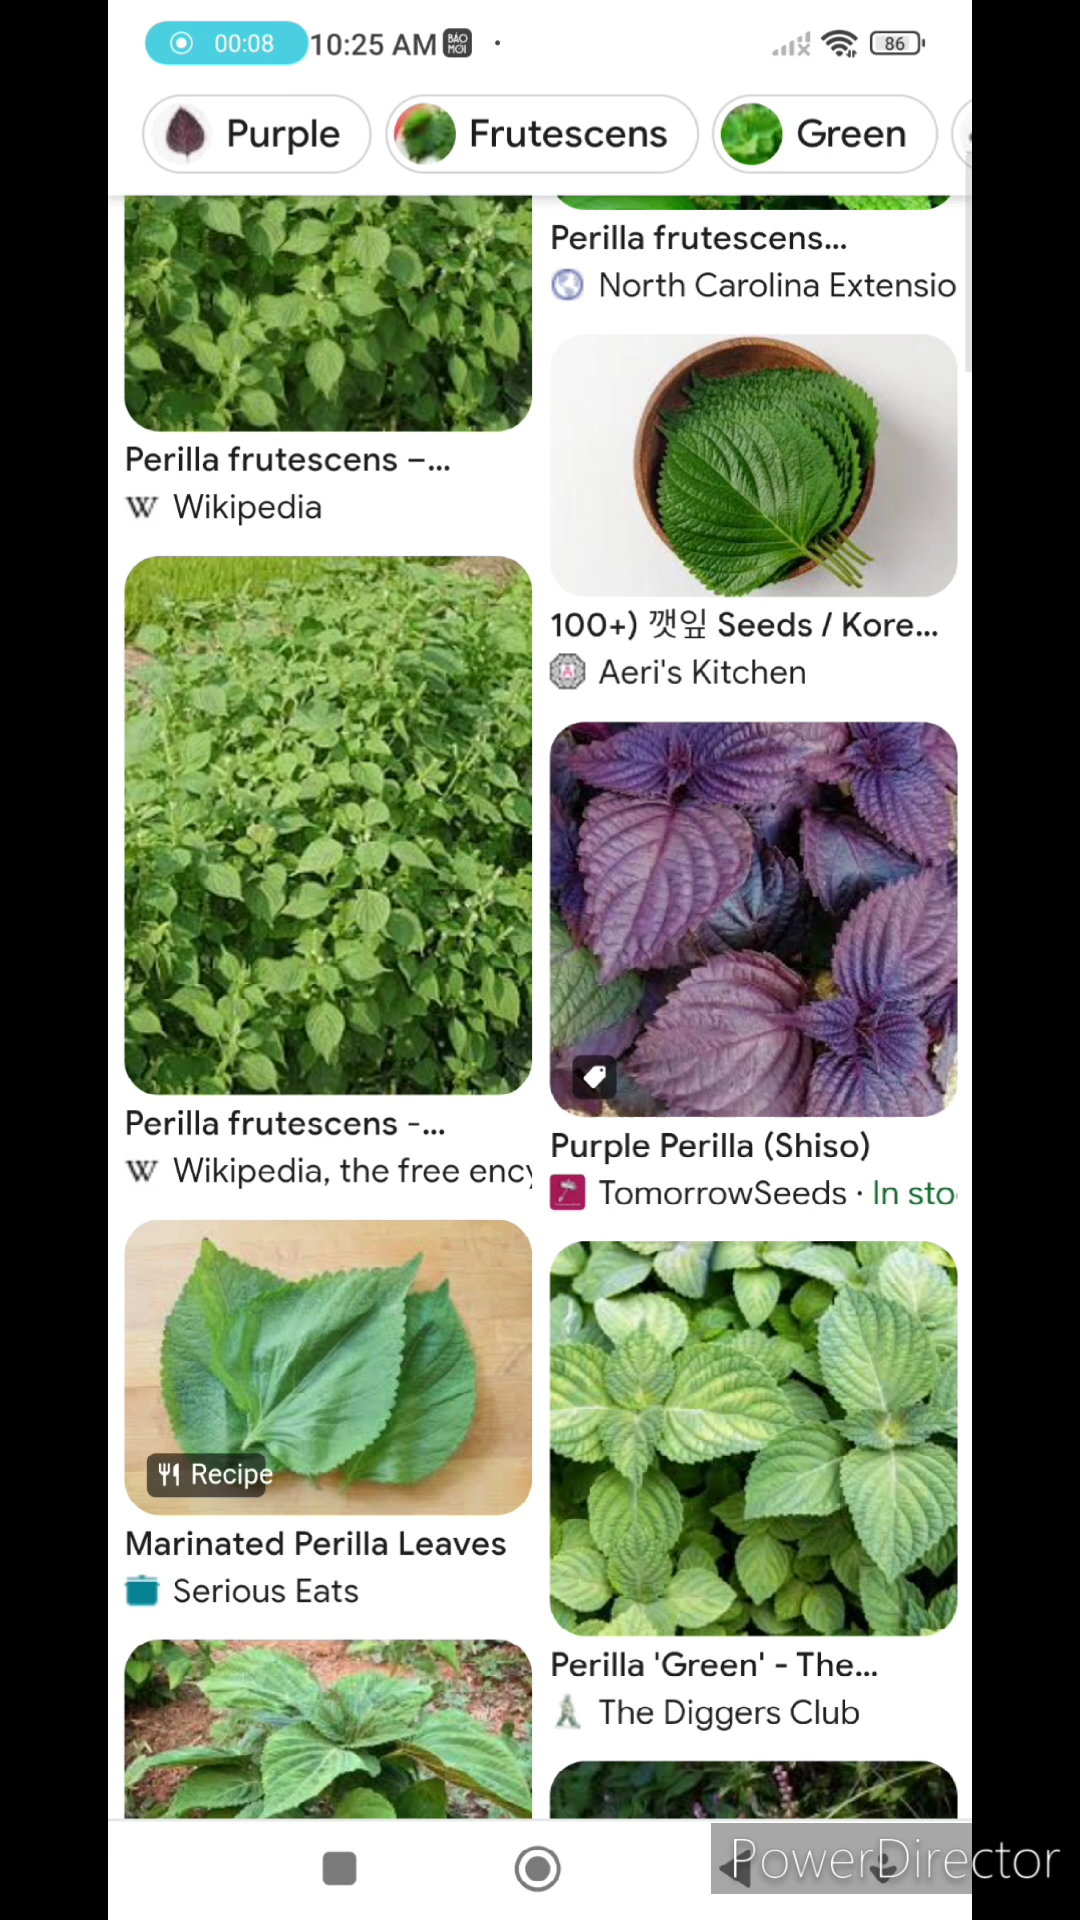 00:08 10:25 AM BÁO MỚI 86
Purple Frutescens Green
Perilla frutescens...
North Carolina Extensio
Perilla frutescens –...
Wikipedia
100+) 깻잎 Seeds / Kore...
Aeri's Kitchen
Perilla frutescens -...
Wikipedia, the free ency
Purple Perilla (Shiso)
TomorrowSeeds · In sto
Recipe
Marinated Perilla Leaves
Serious Eats
Perilla 'Green' - The...
The Diggers Club
PowerDirector